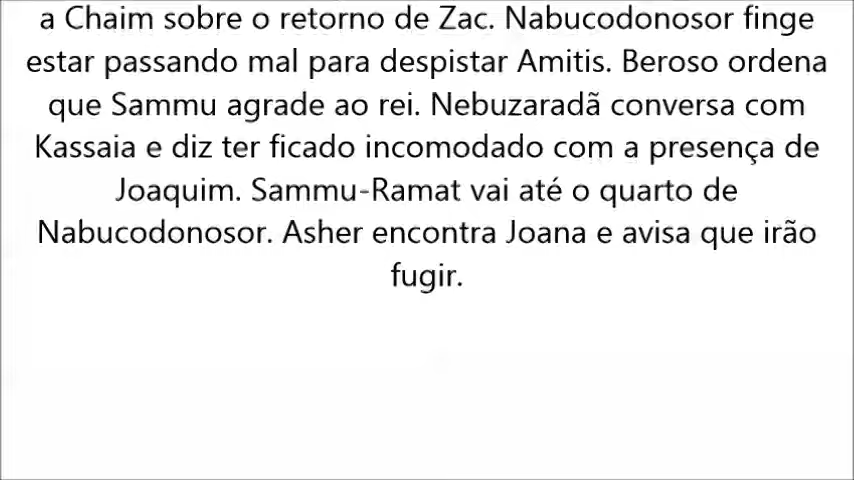 a Chaim sobre o retorno de Zac. Nabucodonosor finge
estar passando mal para despistar Amitis. Beroso ordena
que Sammu agrade ao rei. Nebuzaradã conversa com
Kassaia e diz ter ficado incomodado com a presença de
Joaquim. Sammu-Ramat vai até o quarto de
Nabucodonosor. Asher encontra Joana e avisa que irão
fugir.